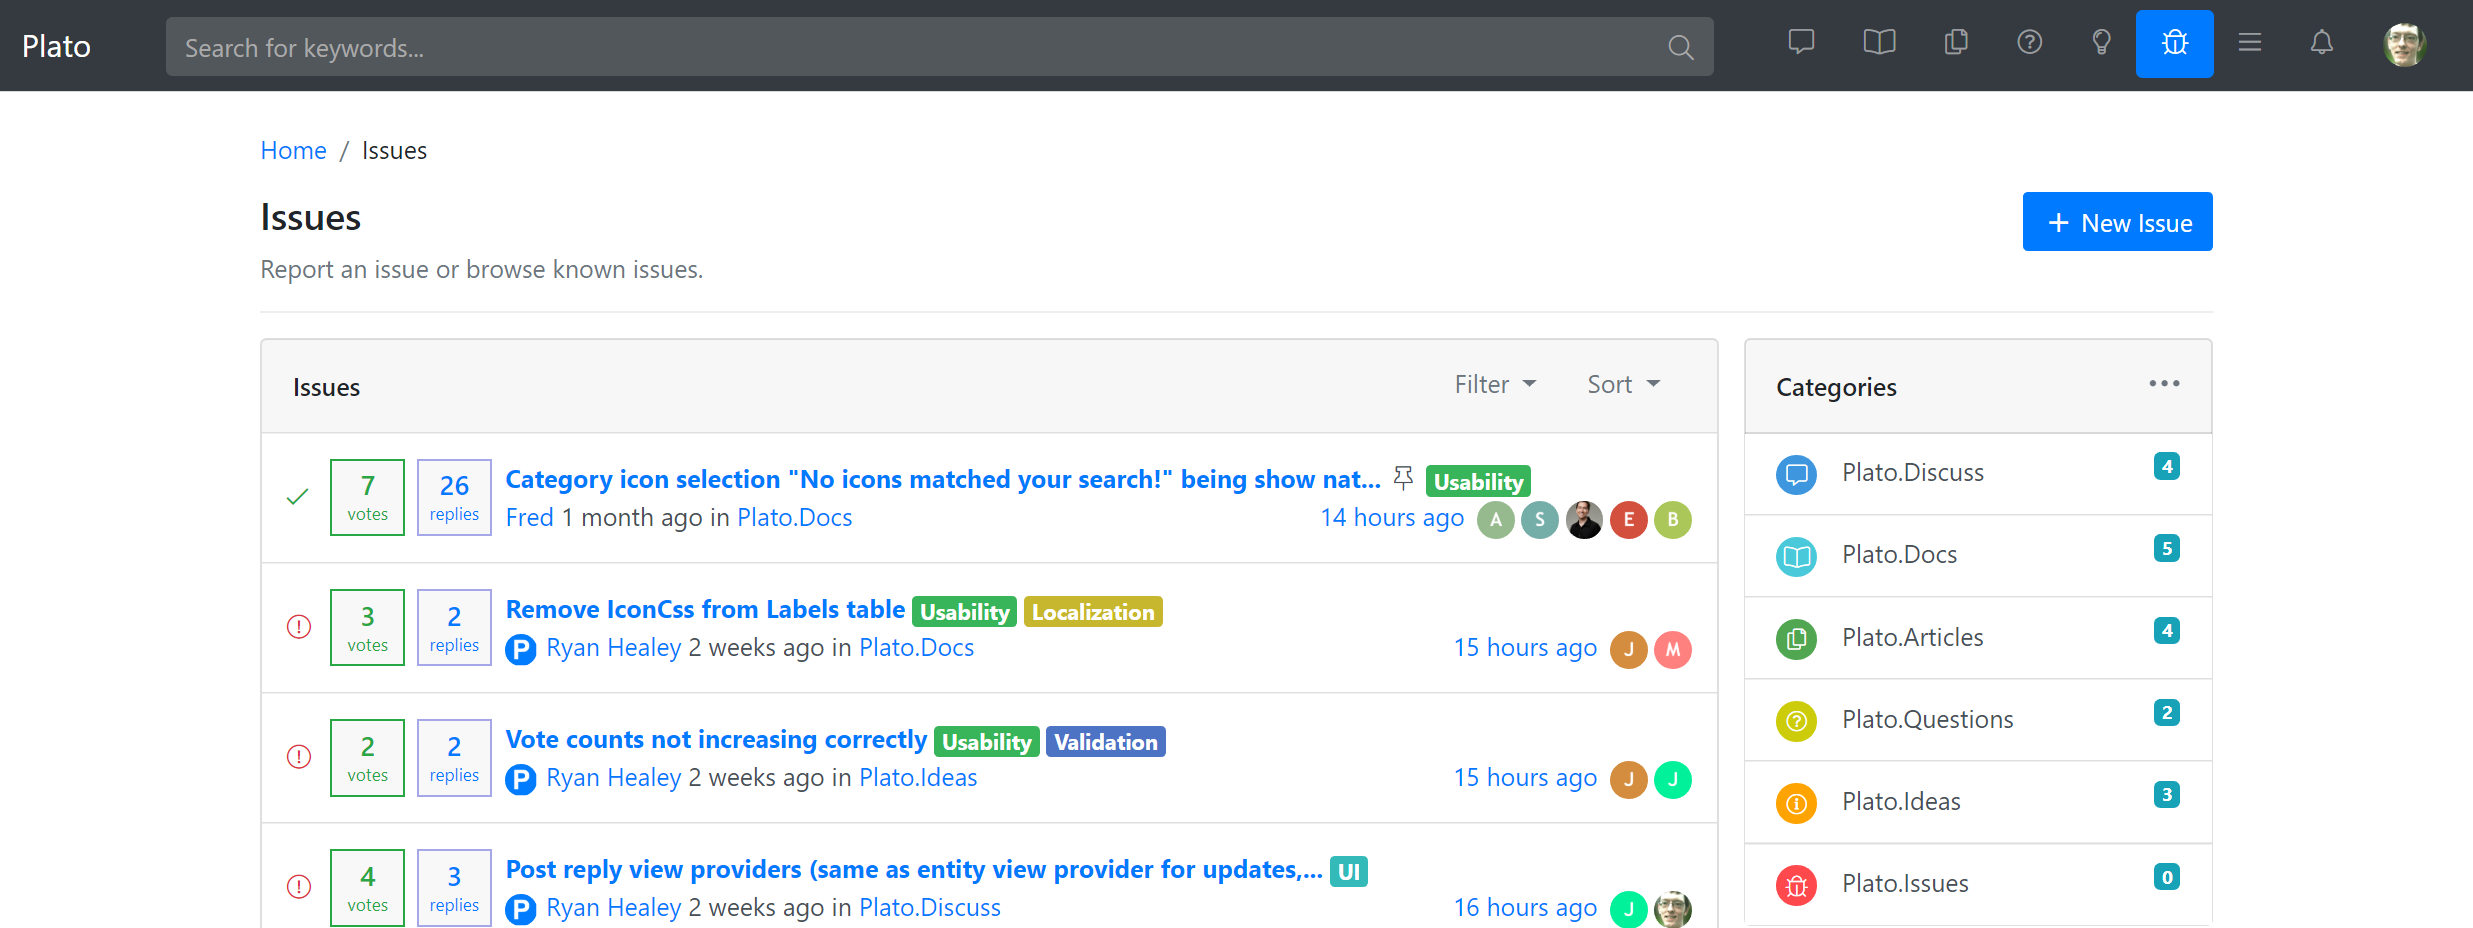 Plato
Search for keywords...
Home / Issues
Issues
+ New Issue
Report an issue or browse known issues.
Issues
Filter
Sort
7
votes
26
replies
Category icon selection "No icons matched your search!" being show nat... Usability
Fred 1 month ago in Plato.Docs
14 hours ago
A S E B
3
votes
2
replies
Remove IconCss from Labels table Usability Localization
P Ryan Healey 2 weeks ago in Plato.Docs
15 hours ago
J M
2
votes
2
replies
Vote counts not increasing correctly Usability Validation
P Ryan Healey 2 weeks ago in Plato.Ideas
15 hours ago
J J
4
votes
3
replies
Post reply view providers (same as entity view provider for updates,... UI
P Ryan Healey 2 weeks ago in Plato.Discuss
16 hours ago
J
Categories
Plato.Discuss 4
Plato.Docs 5
Plato.Articles 4
Plato.Questions 2
Plato.Ideas 3
Plato.Issues 0